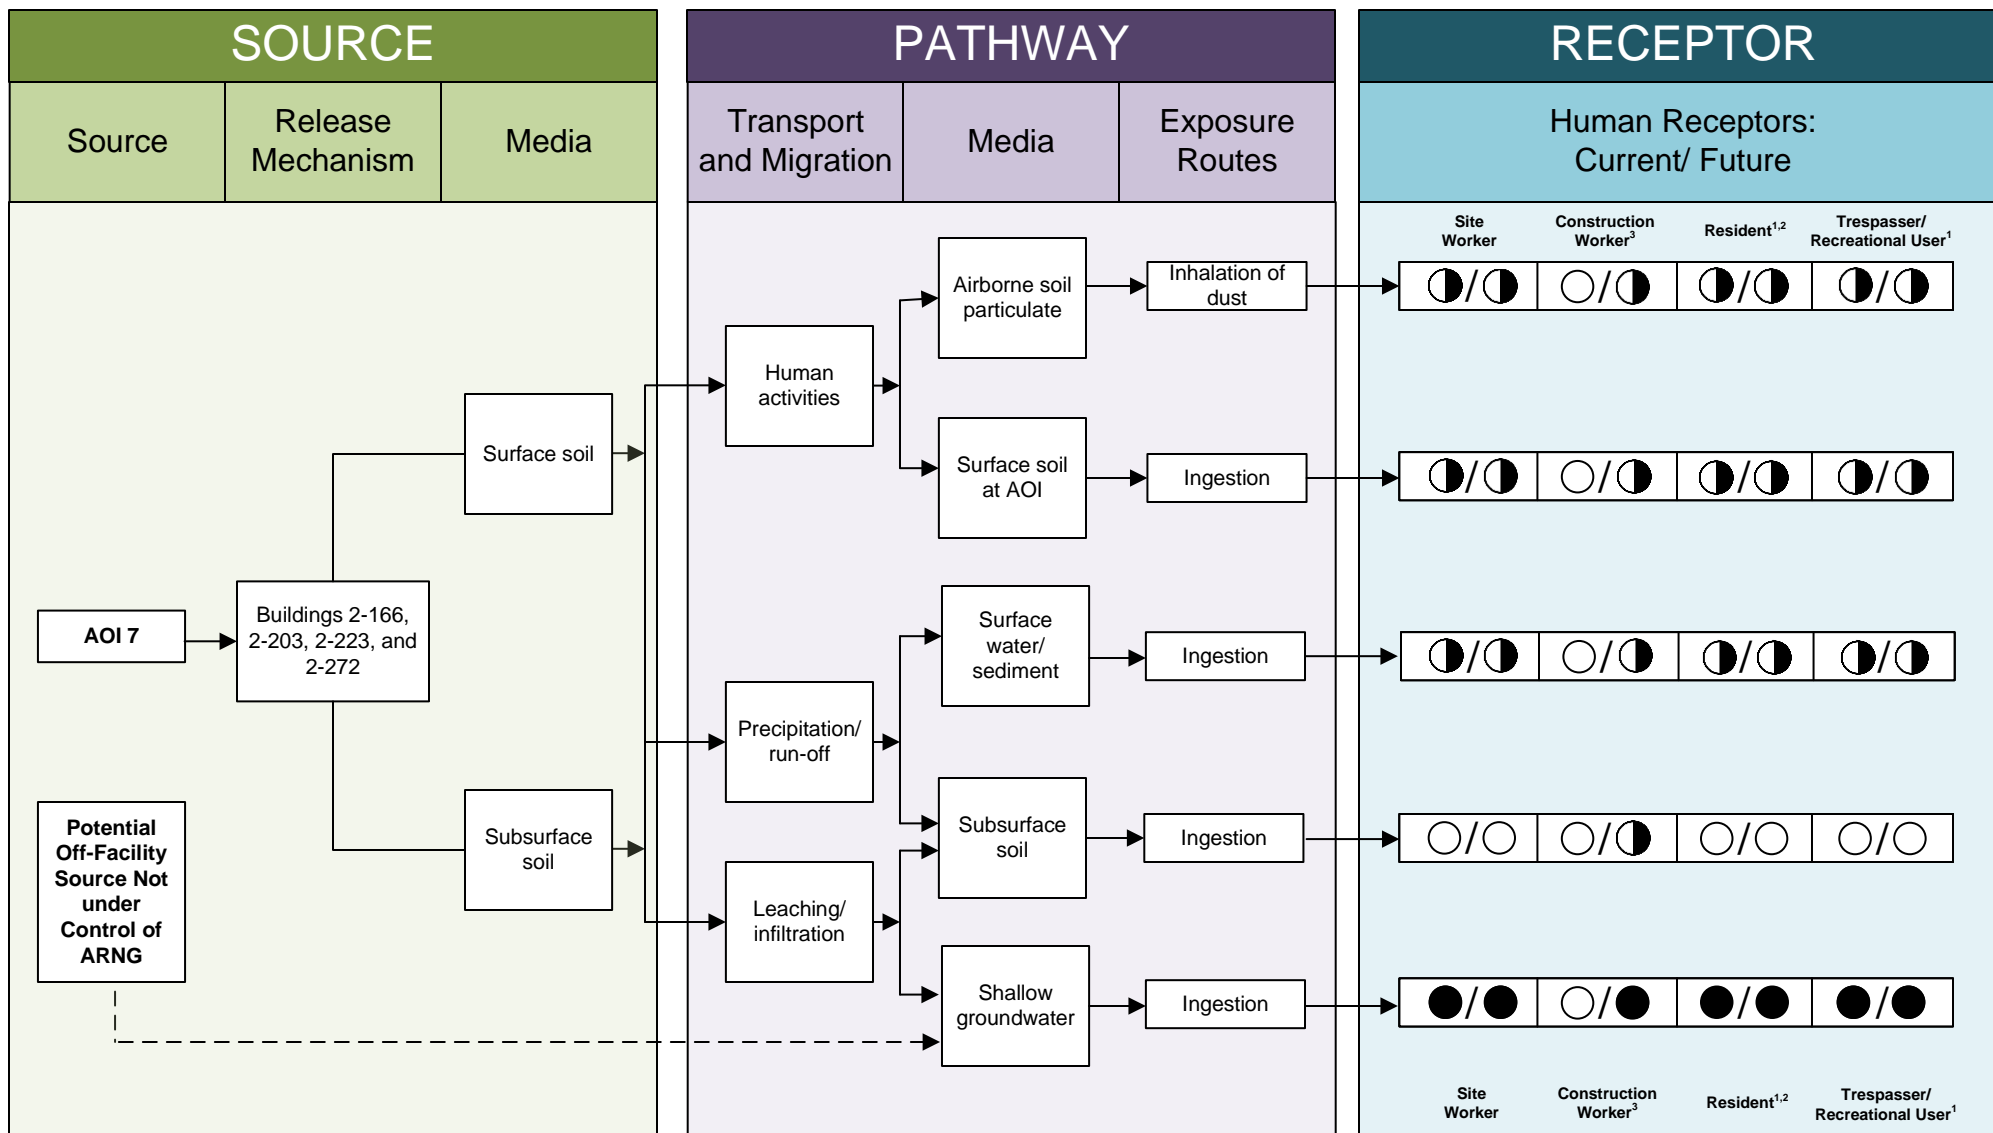 SOURCE
PATHWAY
RECEPTOR
Source
Release
Mechanism
Media
Transport
and Migration
Media
Exposure
Routes
Human Receptors:
Current/ Future
Site
Worker
Construction
Worker³
Resident¹,²
Trespasser/
Recreational User¹
Airborne soil
particulate
Inhalation of
dust
/
/
/
/
Human
activities
Surface soil
Surface soil
at AOI
Ingestion
/
/
/
/
AOI 7
Buildings 2-166,
2-203, 2-223, and
2-272
Surface
water/
sediment
Ingestion
/
/
/
/
Precipitation/
run-off
Potential
Off-Facility
Source Not
under
Control of
ARNG
Subsurface
soil
Subsurface
soil
Ingestion
/
/
/
/
Leaching/
infiltration
Shallow
groundwater
Ingestion
/
/
/
/
Site
Worker
Construction
Worker³
Resident¹,²
Trespasser/
Recreational User¹